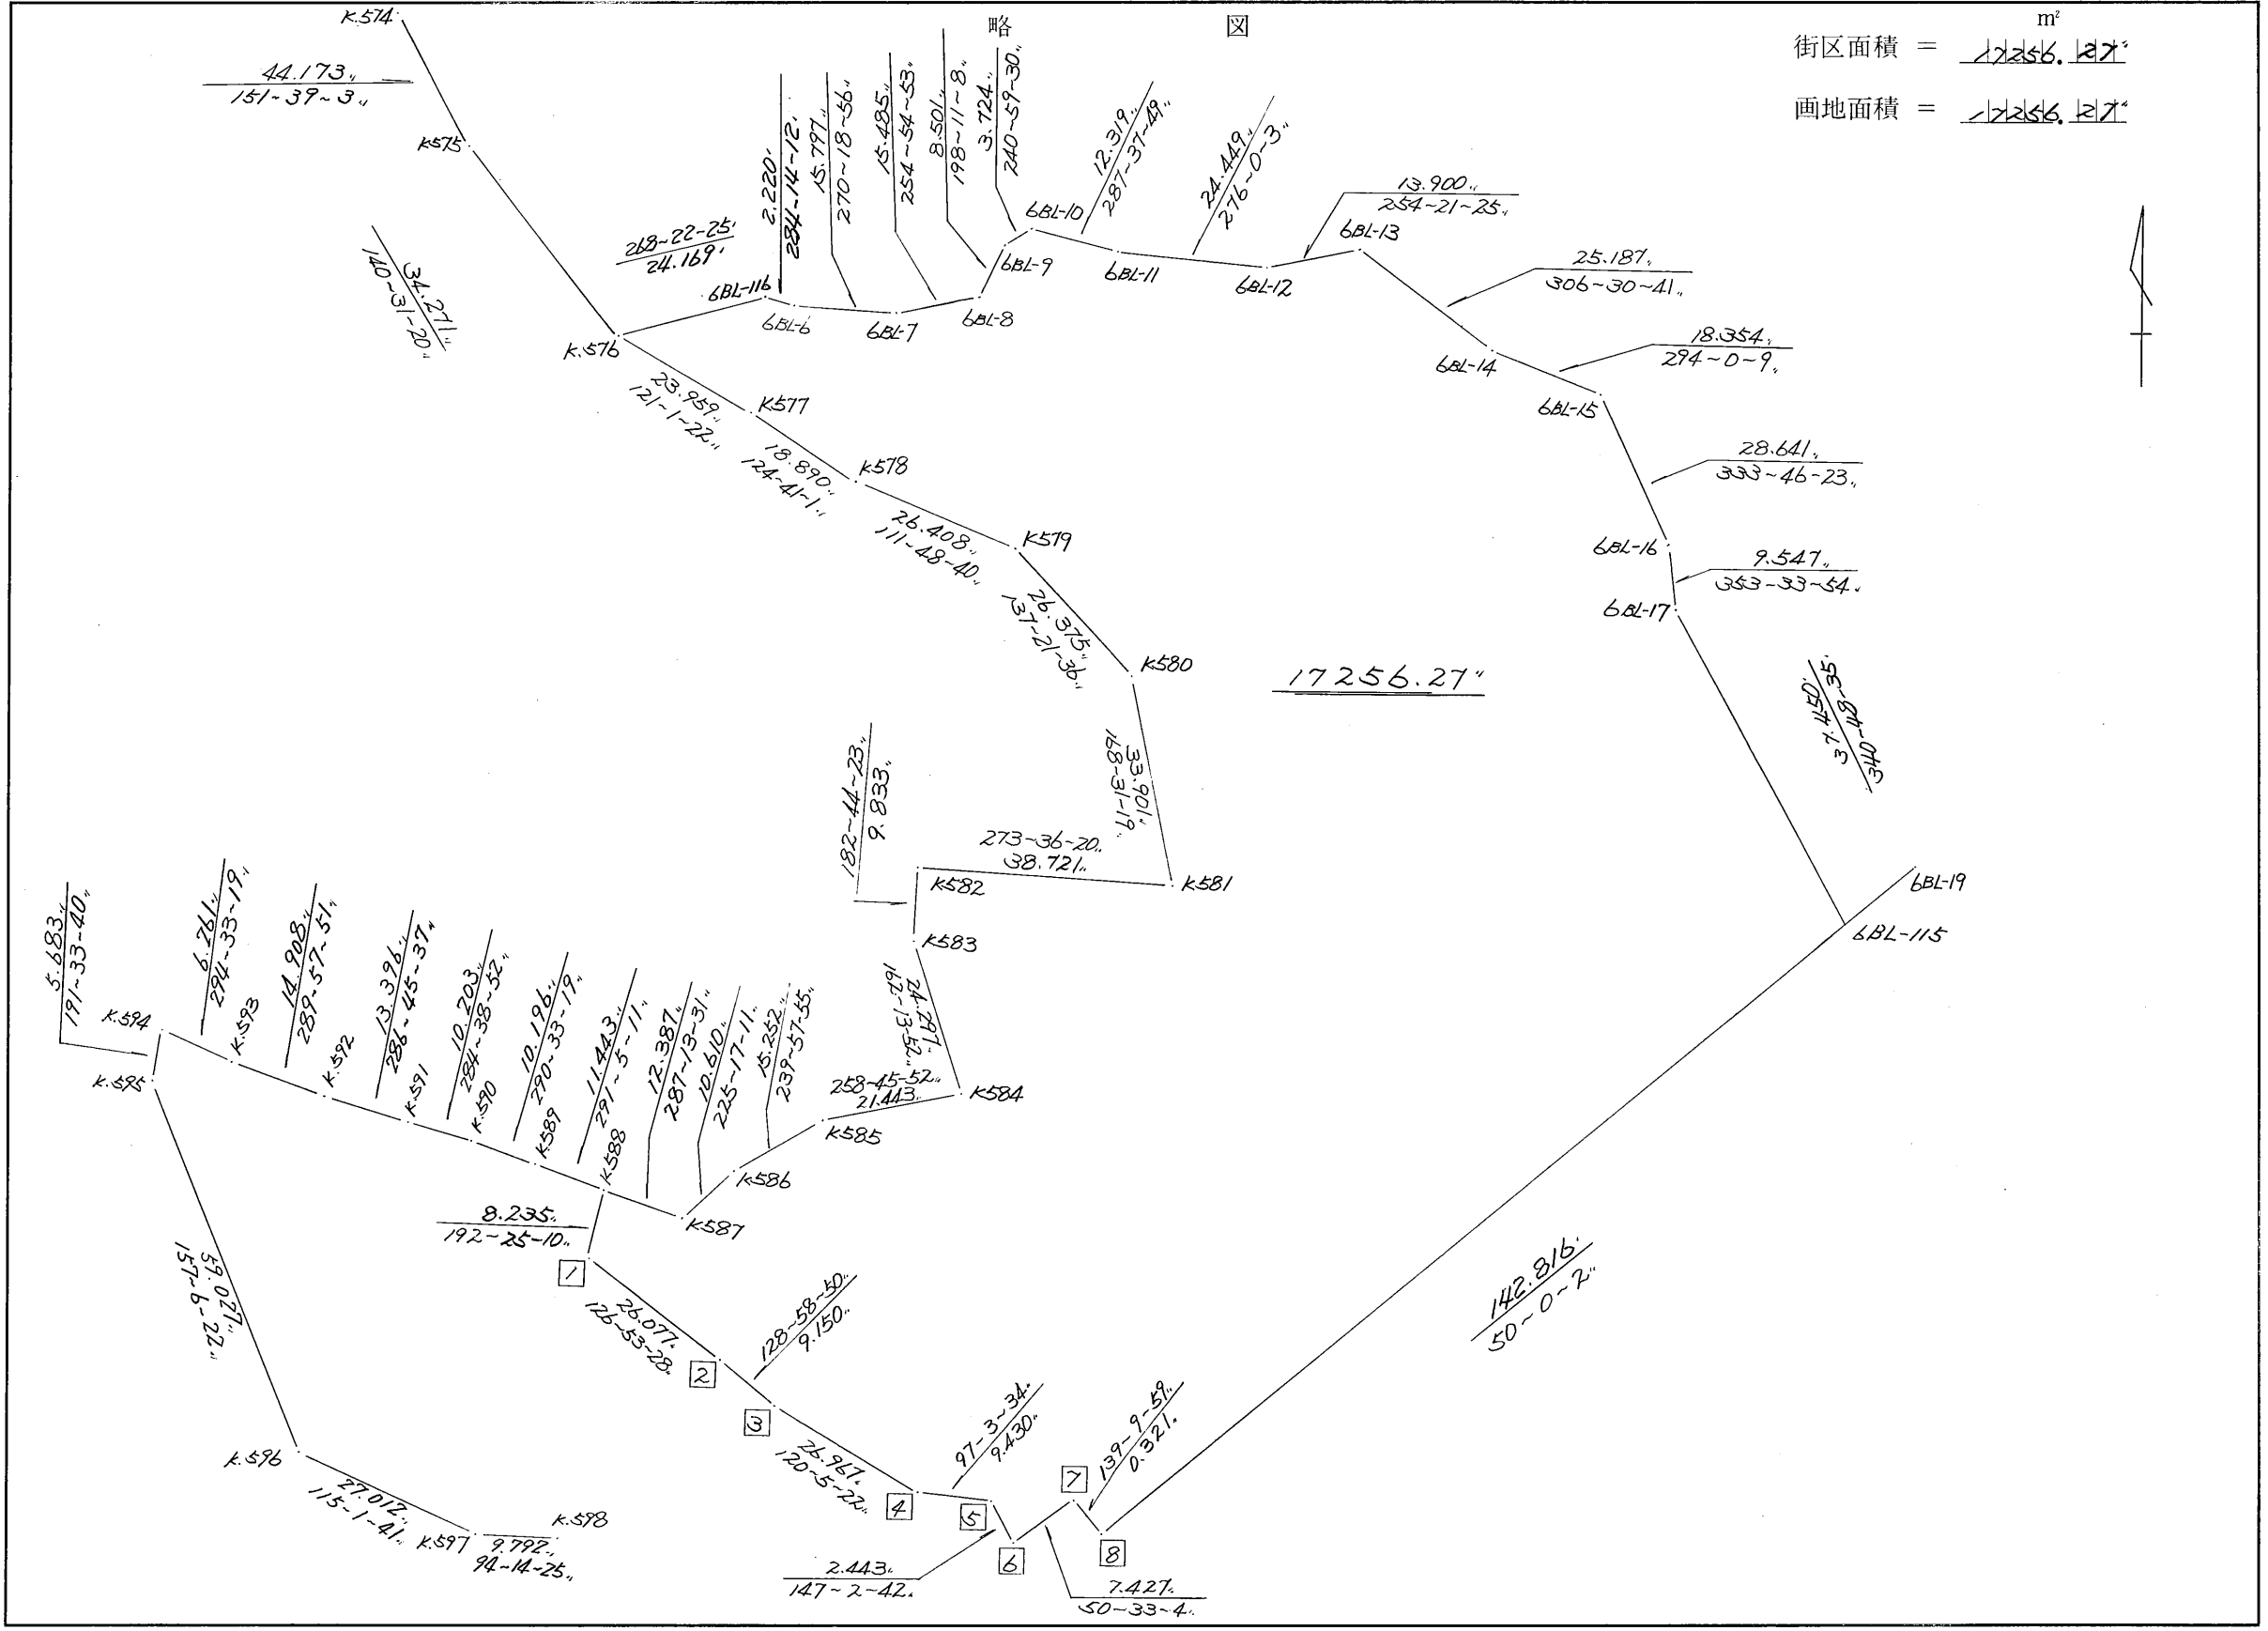 略 図
m²
街区面積 = 17256.27
画地面積 = 17256.27
K.574
44.173
151-39-3
K575
34.271
140-31-20
K.576
268-22-25
24.169
6BL-116
2.220
284-14-12
6BL-6
15.797
270-18-56
6BL-7
15.485
254-54-53
6BL-8
8.501
198-11-8
6BL-9
3.724
240-59-30
6BL-10
12.319
287-37-49
6BL-11
24.449
276-0-3
6BL-12
13.900
254-21-25
6BL-13
25.187
306-30-41
6BL-14
18.354
294-0-9
6BL-15
28.641
333-46-23
6BL-16
9.547
353-33-54
6BL-17
37.450
340-48-35
6BL-19
6BL-115
23.959
121-1-22
K577
18.890
124-41-1
K578
26.408
111-48-40
K579
26.375
137-21-36
K580
17256.27
33.901
168-31-19
K581
273-36-20
38.721
K582
182-44-23
9.833
K583
24.297
162-13-52
K584
258-45-52
21.443
K585
15.252
239-57-55
K586
10.610
225-17-11
K587
12.387
287-13-31
K588
11.443
291-5-11
K589
10.196
290-33-19
K.590
10.703
284-38-52
K.591
13.396
286-45-37
K.592
14.908
289-57-51
K.593
6.761
294-33-19
K.594
5.683
191-33-40
K.595
59.027
157-6-22
K.596
27.012
115-1-41
K.597
9.792
94-14-25
K.598
8.235
192-25-10
1
26.077
126-53-28
2
128-58-50
9.150
3
26.967
120-5-22
4
97-3-34
9.430
5
2.443
147-2-42
6
7.427
50-33-4
7
139-9-59
0.321
8
142.816
50-0-2